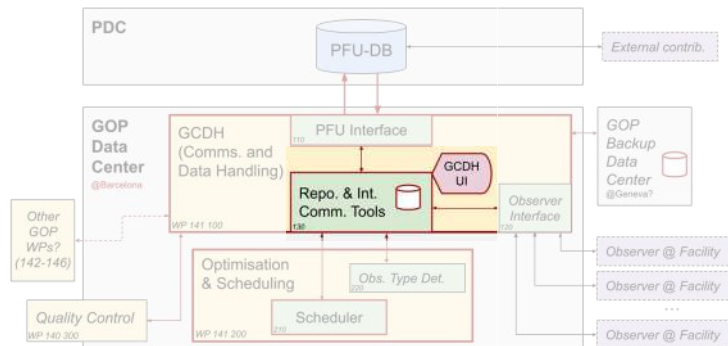 PDC
PFU-DB
External contrib.
GOP
Data
Center
@Barcelona
GCDH
(Comms. and
Data Handling)
WP 141 100
PFU Interface
110
GCDH
UI
Repo. & Int.
Comm. Tools
130
Observer
Interface
120
GOP
Backup
Data
Center
@Geneva?
Other
GOP
WPs?
(142-146)
Optimisation
& Scheduling
Obs. Type Det.
220
Scheduler
210
WP 141 200
Quality Control
WP 140 300
Observer @ Facility
Observer @ Facility
...
Observer @ Facility